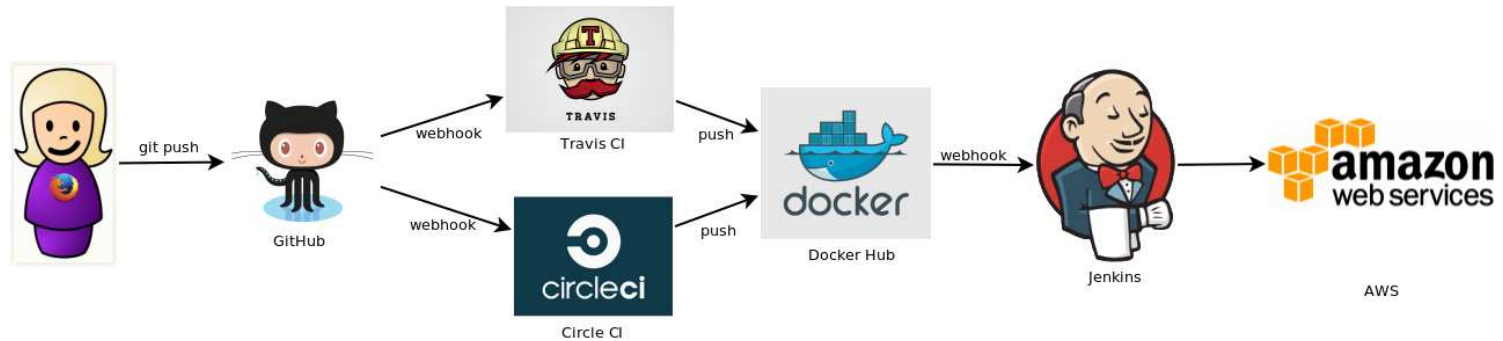 git push
GitHub
webhook
webhook
T
TRAVIS
Travis CI
circleci
Circle CI
push
push
docker
Docker Hub
webhook
Jenkins
amazon
web services
AWS